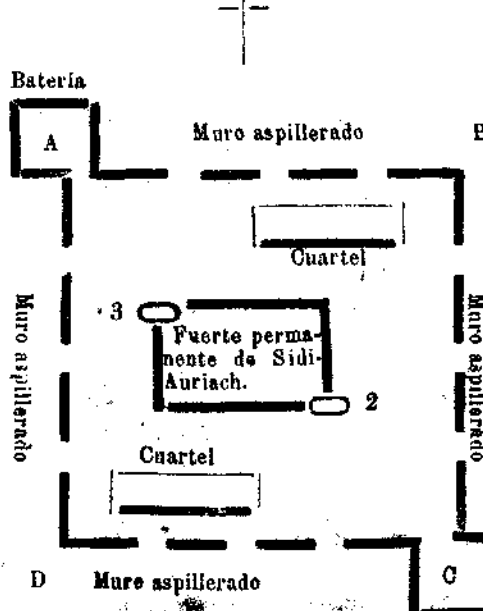 Batería
A
Muro aspillerado
B
Cuartel
Muro aspillerado
3
Fuerte perma-
nente de Sidi-
Auriach.
2
Muro aspillerado
Cuartel
D
Muro aspillerado
C